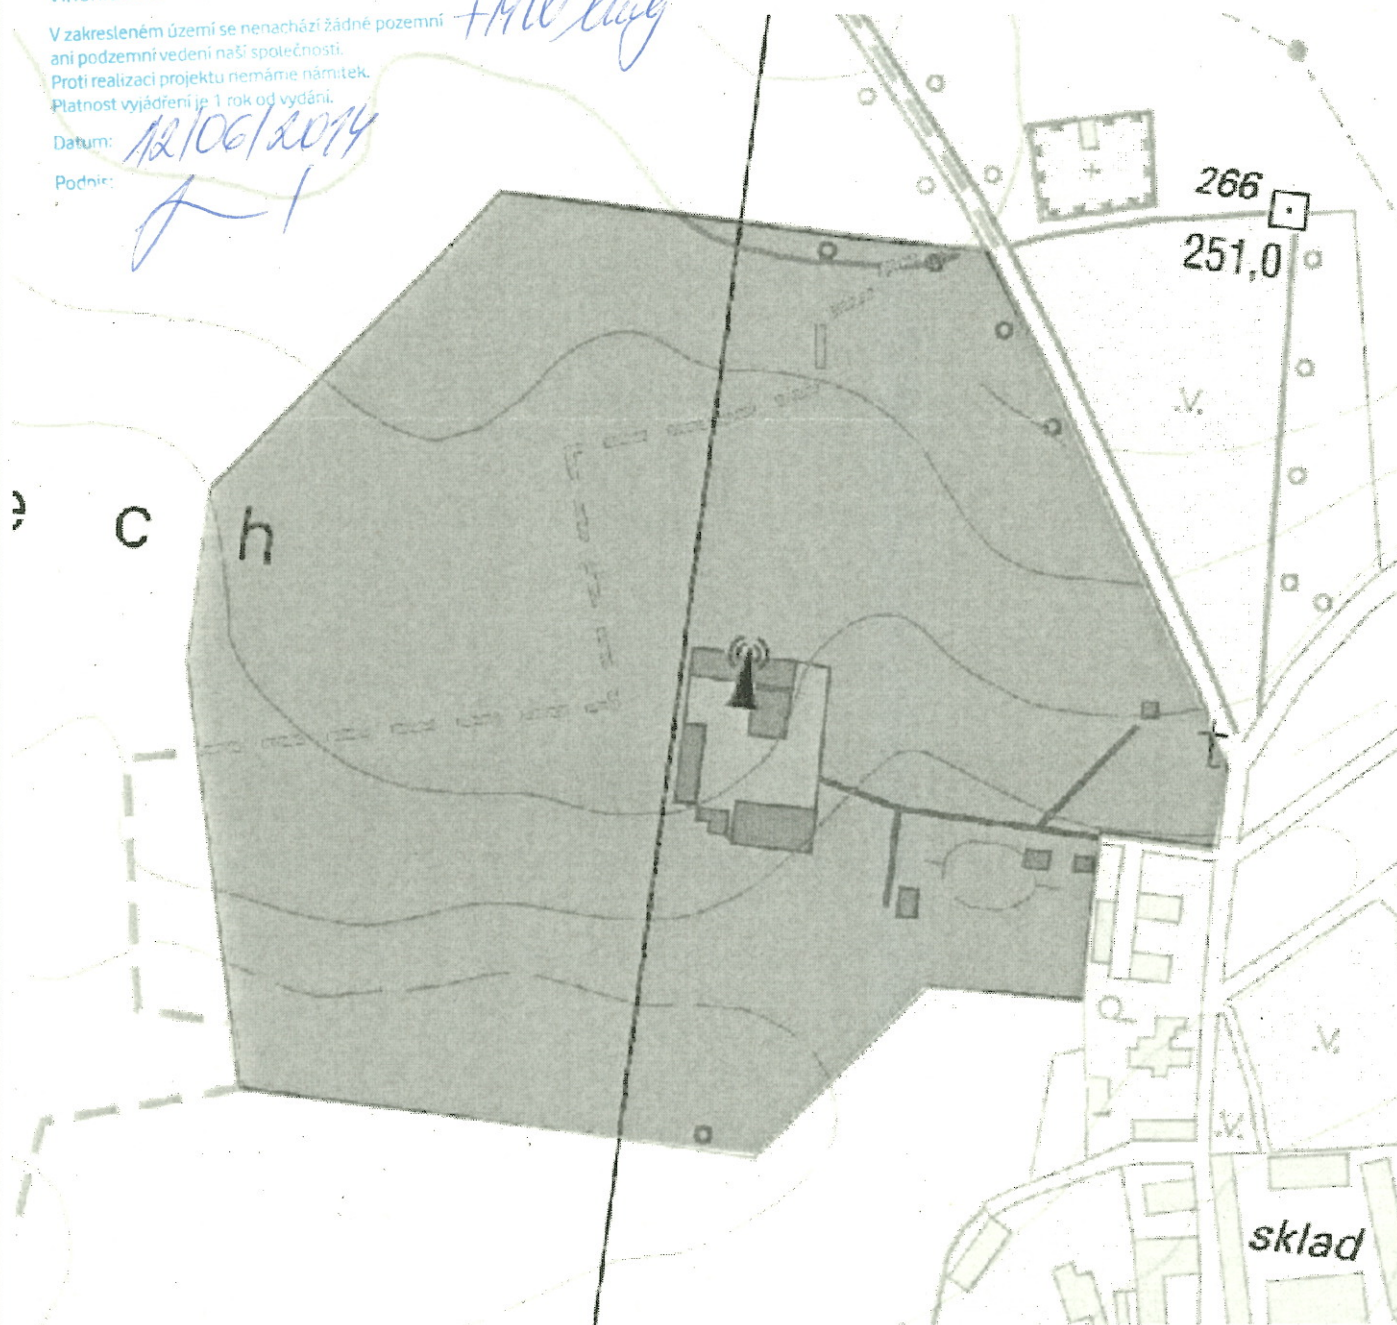 V zakresleném území se nenachází žádné pozemní
ani podzemní vedení naší společnosti.
Proti realizaci projektu nemáme námitek.
Platnost vyjádření je 1 rok od vydání.
Datum: 12/06/2014
Podpis:
266
251,0
e c h
.v.
.v.
.v.
sklad